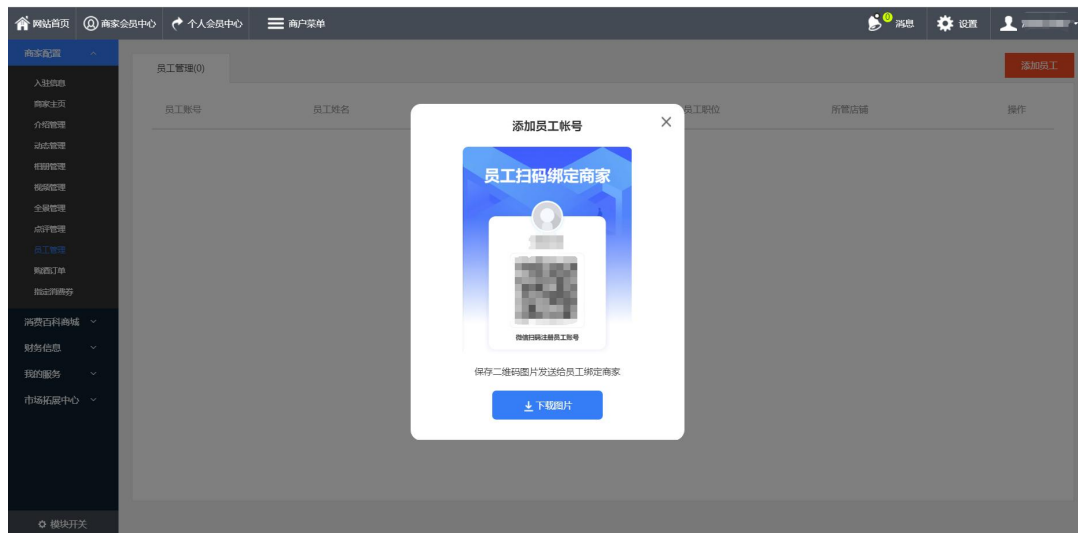 网站首页 商家会员中心 个人会员中心 商户菜单 0 消息 设置
商家配置
入驻信息
商家主页
介绍管理
动态管理
相册管理
视频管理
全景管理
点评管理
员工管理
购酒订单
指定消费券
消费百科商城
财务信息
我的服务
市场拓展中心
模块开关
员工管理(0) 添加员工
员工账号 员工姓名 员工职位 所管店铺 操作
添加员工帐号
员工扫码绑定商家
微信扫码注册员工账号
保存二维码图片发送给员工绑定商家
下载图片